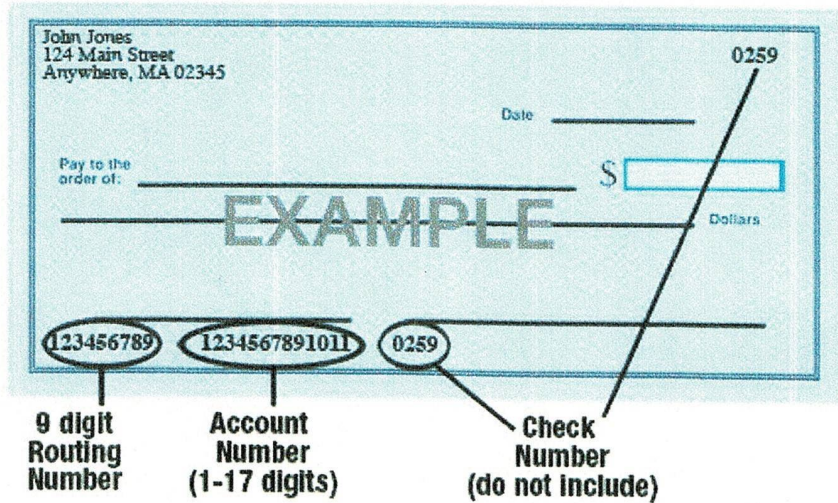 John Jones
124 Main Street
Anywhere, MA 02345
0259
Date
Pay to the
order of:
$
EXAMPLE
Dollars
123456789 1234567891011 0259
9 digit
Routing
Number
Account
Number
(1-17 digits)
Check
Number
(do not include)